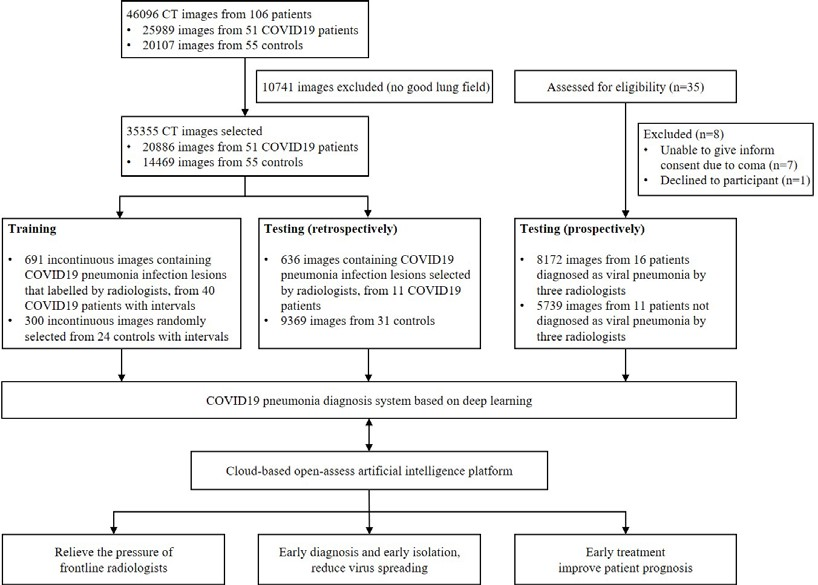 46096 CT images from 106 patients
• 25989 images from 51 COVID19 patients
• 20107 images from 55 controls
10741 images excluded (no good lung field)
Assessed for eligibility (n=35)
35355 CT images selected
• 20886 images from 51 COVID19 patients
• 14469 images from 55 controls
Excluded (n=8)
• Unable to give inform
consent due to coma (n=7)
• Declined to participant (n=1)
Training
• 691 incontinuous images containing
COVID19 pneumonia infection lesions
that labelled by radiologists, from 40
COVID19 patients with intervals
• 300 incontinuous images randomly
selected from 24 controls with intervals
Testing (retrospectively)
• 636 images containing COVID19
pneumonia infection lesions selected
by radiologists, from 11 COVID19
patients
• 9369 images from 31 controls
Testing (prospectively)
• 8172 images from 16 patients
diagnosed as viral pneumonia by
three radiologists
• 5739 images from 11 patients not
diagnosed as viral pneumonia by
three radiologists
COVID19 pneumonia diagnosis system based on deep learning
Cloud-based open-assess artificial intelligence platform
Relieve the pressure of
frontline radiologists
Early diagnosis and early isolation,
reduce virus spreading
Early treatment
improve patient prognosis